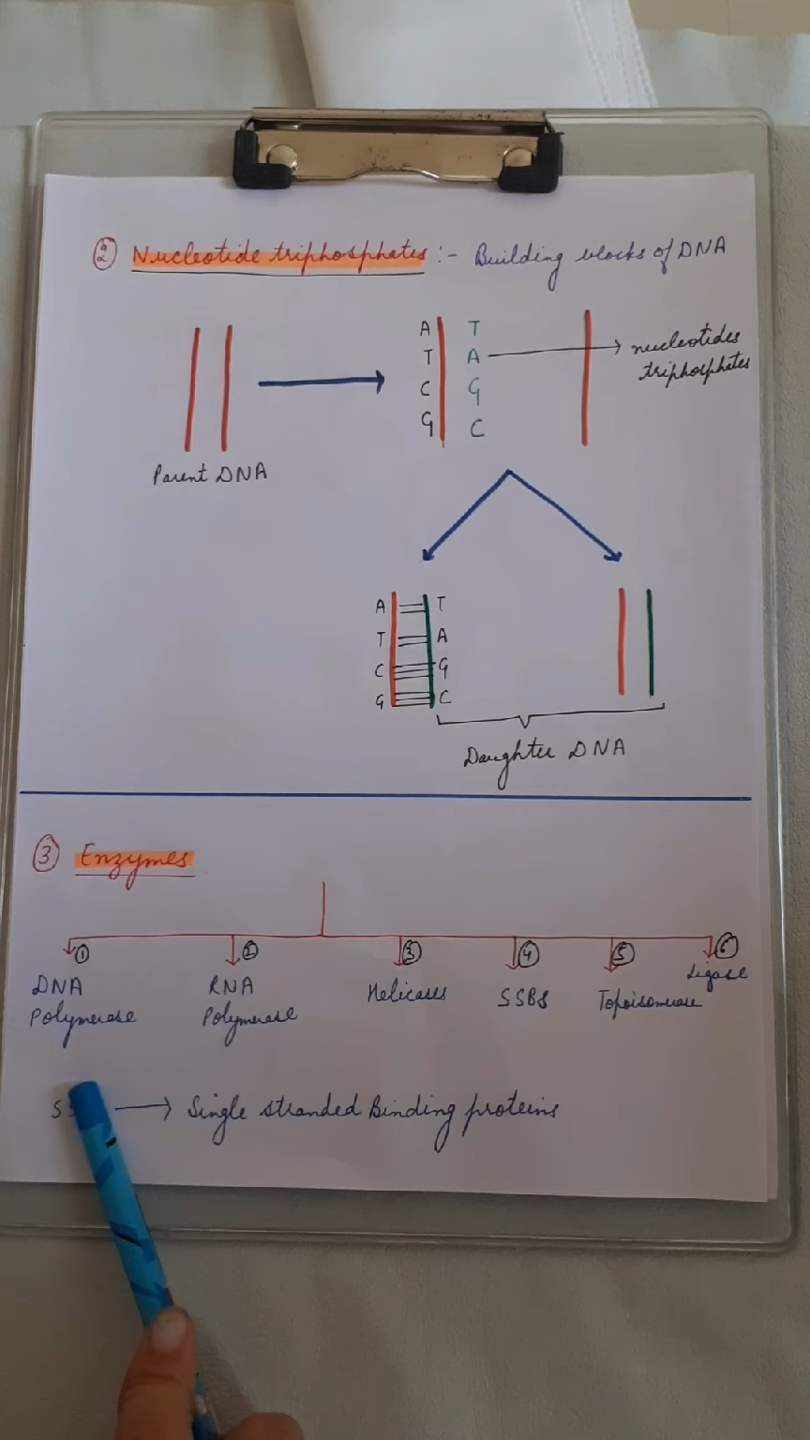 ② Nucleotide triphosphates :- Building blocks of DNA
A T
T A → nucleotides triphosphates
C G
G C
Parent DNA
A T
T A
C G
G C
Daughter DNA
③ Enzymes
① ② ③ ④ ⑤ ⑥
DNA Polymerase
RNA Polymerase
Helicases
SSBS
Topoisomerase
Ligase
→ Single stranded Binding proteins